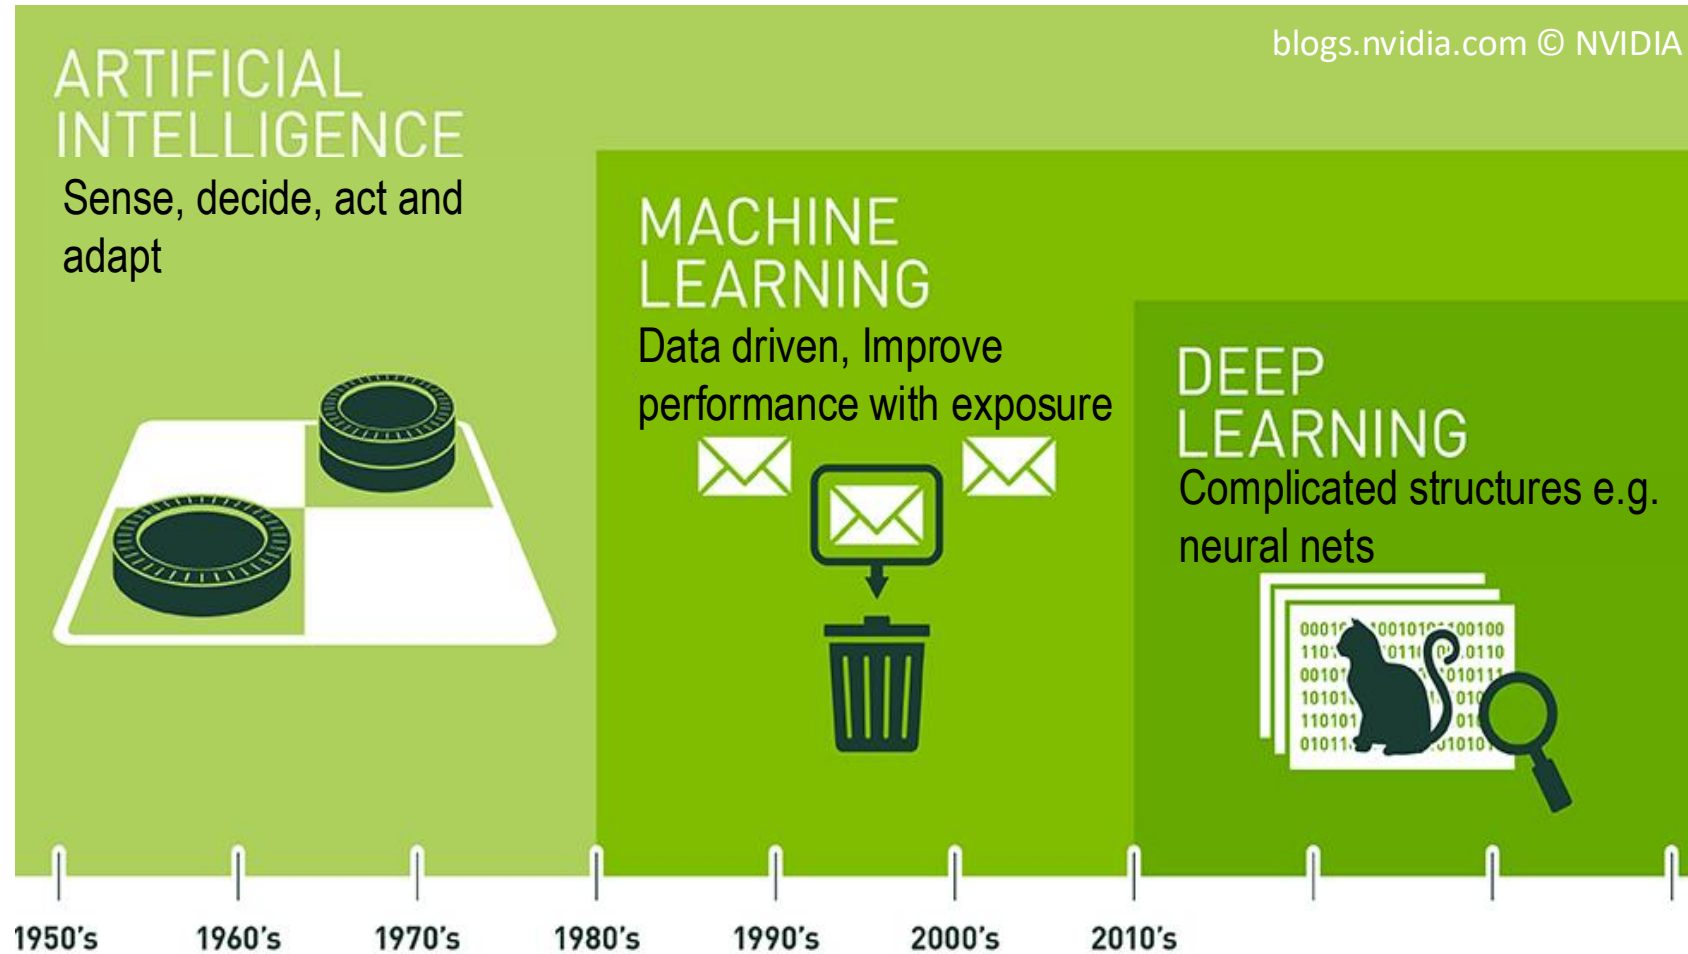 blogs.nvidia.com © NVIDIA
ARTIFICIAL
INTELLIGENCE
Sense, decide, act and
adapt
MACHINE
LEARNING
Data driven, Improve
performance with exposure
DEEP
LEARNING
Complicated structures e.g.
neural nets
1950's
1960's
1970's
1980's
1990's
2000's
2010's